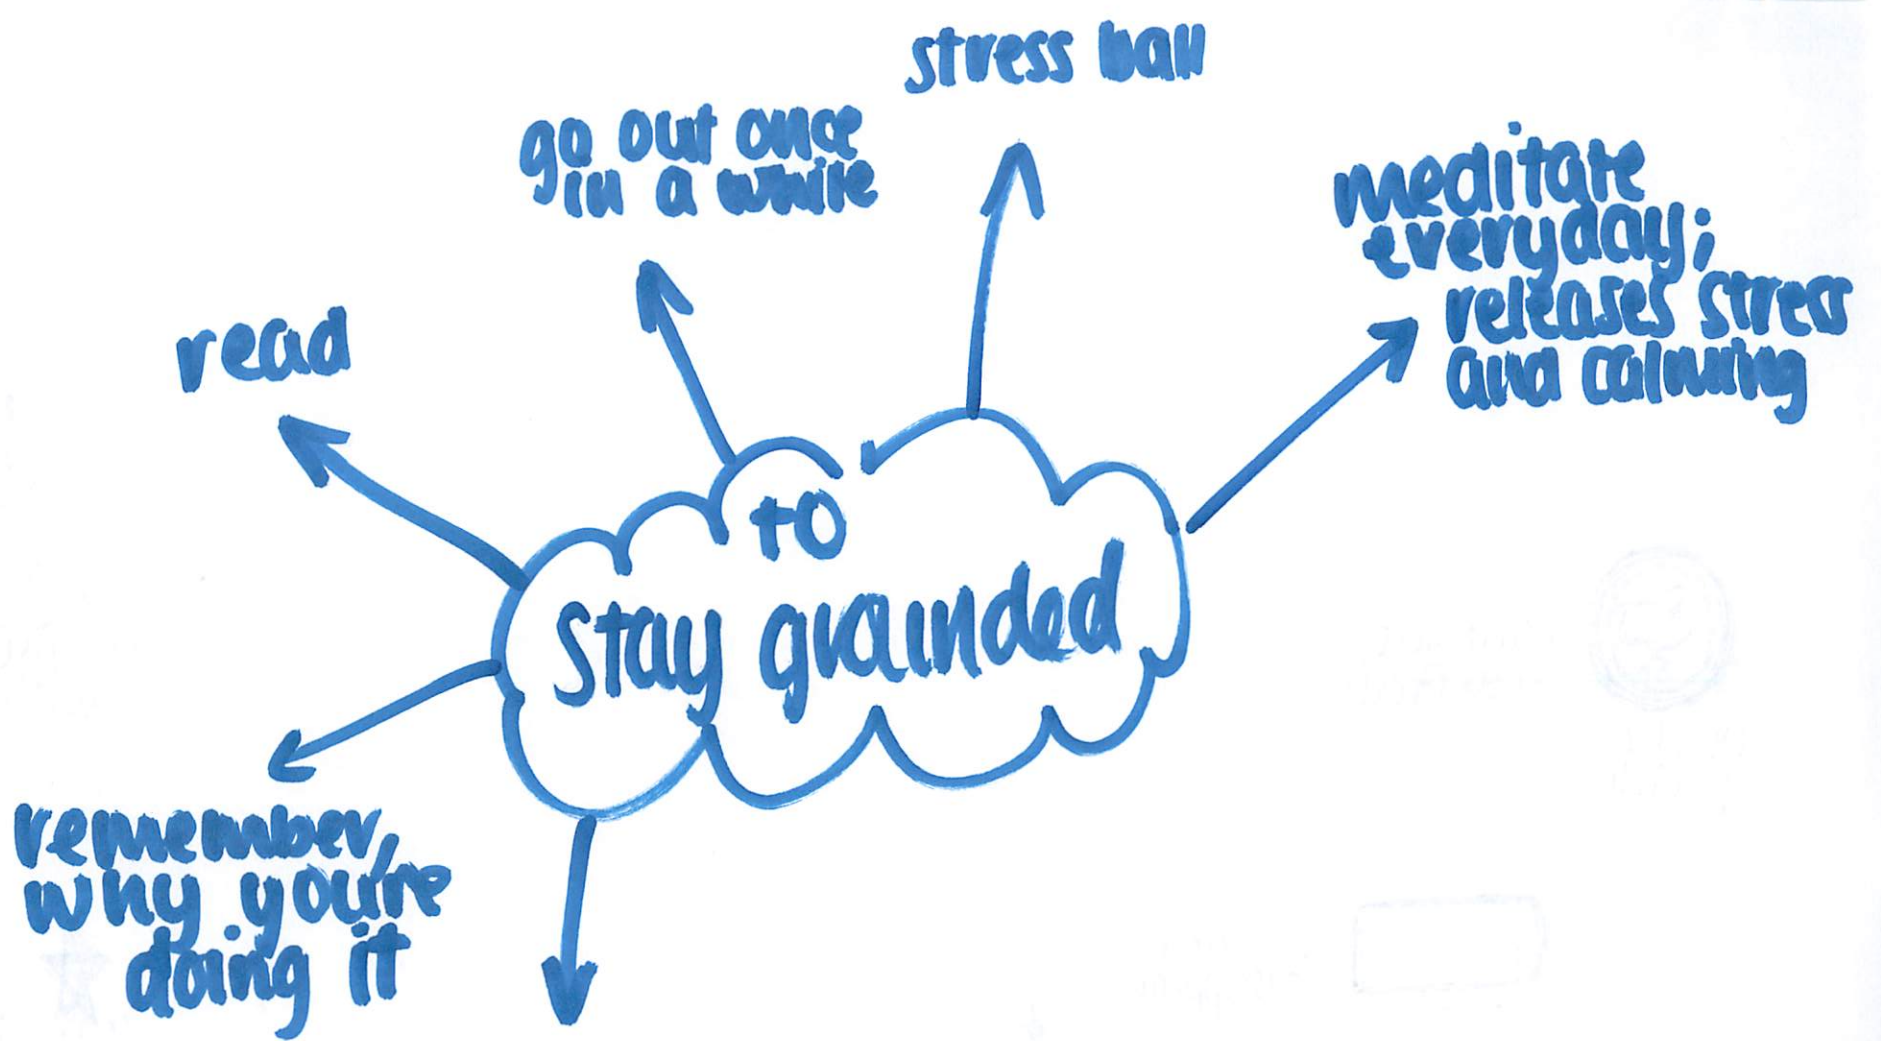 stress ball
go out once
in a while
meditate
everyday;
releases stress
and calming
read
to
stay grounded
remember,
why you're
doing it